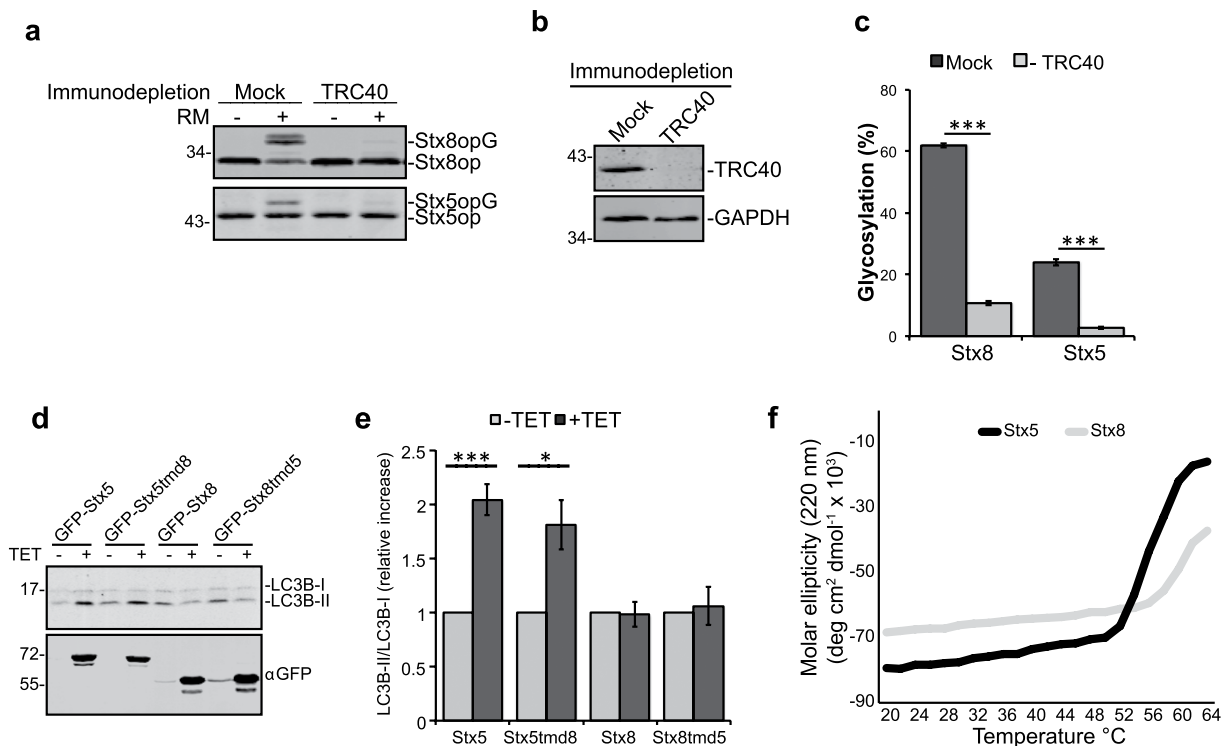 a
Immunodepletion Mock TRC40
RM - + - +
34-
-Stx8opG
-Stx8op
-Stx5opG
43-
-Stx5op
b
Immunodepletion
Mock TRC40
43-
-TRC40
-GAPDH
34-
c
Mock - TRC40
Glycosylation (%)
80
60
40
20
0
***
***
Stx8 Stx5
d
GFP-Stx5 GFP-Stx5tmd8 GFP-Stx8 GFP-Stx8tmd5
TET - + - + - + - +
17-
-LC3B-I
-LC3B-II
72-
55-
αGFP
e
-TET +TET
LC3B-II/LC3B-I (relative increase)
2.5
2
1.5
1
0.5
0
***
*
Stx5 Stx5tmd8 Stx8 Stx8tmd5
f
Stx5 Stx8
Molar ellipticity (220 nm)
(deg cm² dmol⁻¹ x 10³)
-10
-30
-50
-70
-90
20 24 28 32 36 40 44 48 52 56 60 64
Temperature °C